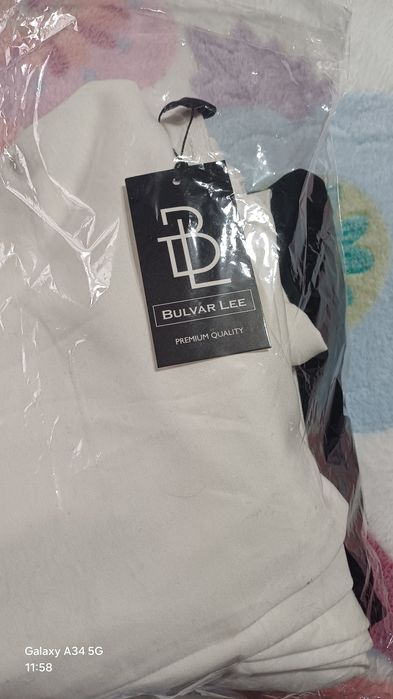 BL
BULVAR LEE
PREMIUM QUALITY
Galaxy A34 5G
11:58